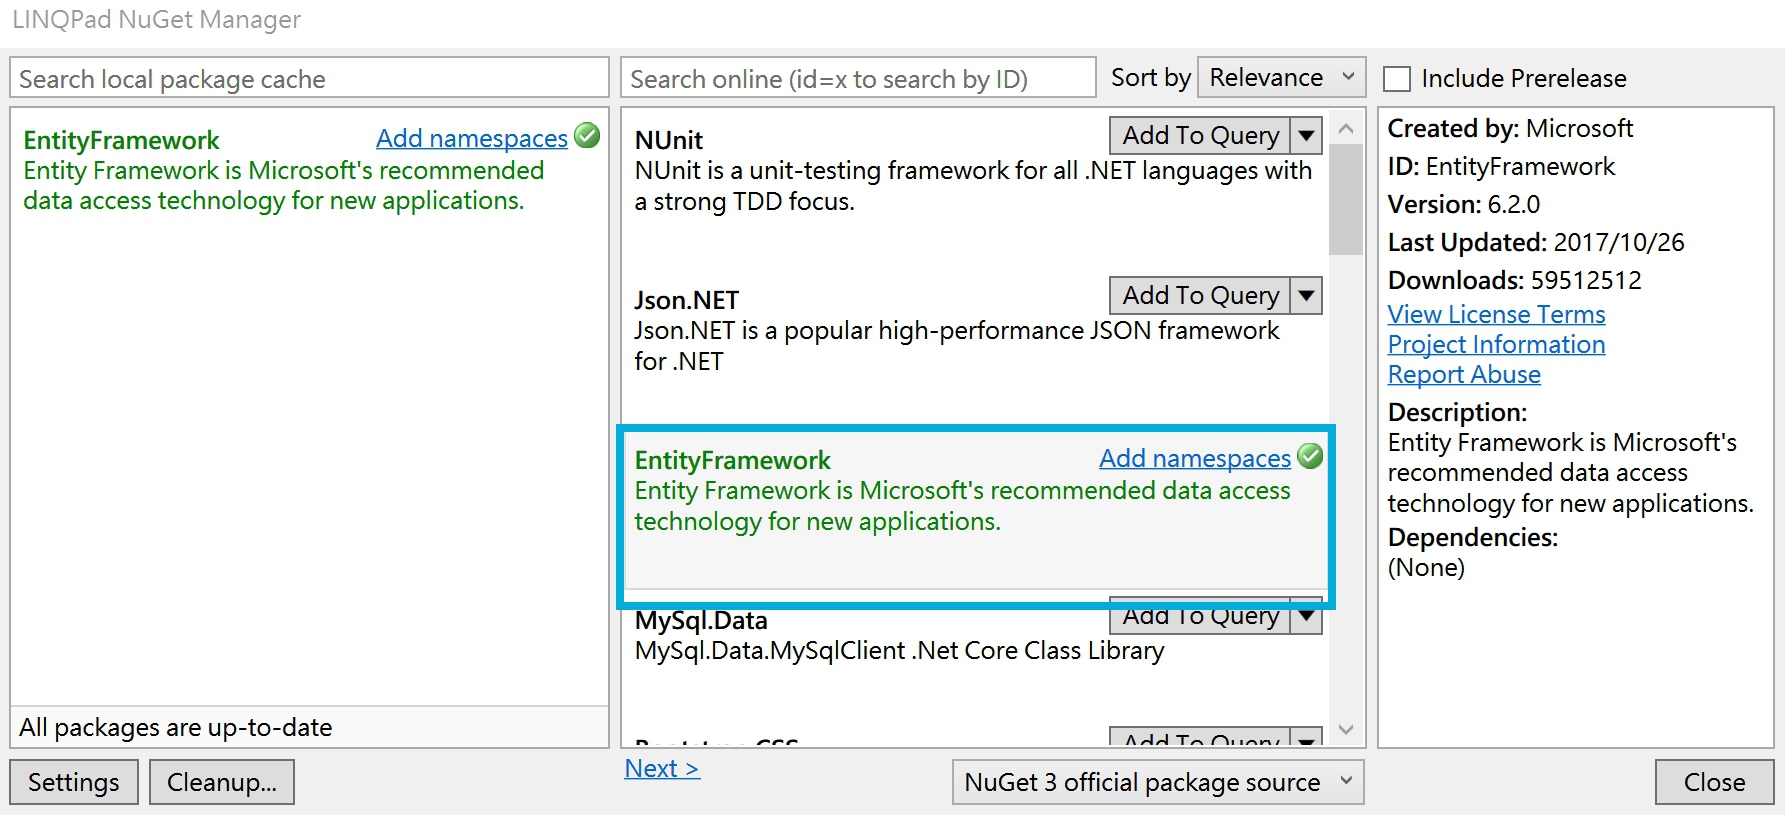 LINQPad NuGet Manager
Search local package cache
Search online (id=x to search by ID)
Sort by
Relevance
Include Prerelease
EntityFramework
Add namespaces
Entity Framework is Microsoft's recommended
data access technology for new applications.
All packages are up-to-date
NUnit
Add To Query
NUnit is a unit-testing framework for all .NET languages with
a strong TDD focus.
Json.NET
Add To Query
Json.NET is a popular high-performance JSON framework
for .NET
EntityFramework
Add namespaces
Entity Framework is Microsoft's recommended data access
technology for new applications.
MySql.Data
Add To Query
MySql.Data.MySqlClient .Net Core Class Library
Add To Query
Created by: Microsoft
ID: EntityFramework
Version: 6.2.0
Last Updated: 2017/10/26
Downloads: 59512512
View License Terms
Project Information
Report Abuse
Description:
Entity Framework is Microsoft's
recommended data access
technology for new applications.
Dependencies:
(None)
Settings
Cleanup...
Next >
NuGet 3 official package source
Close